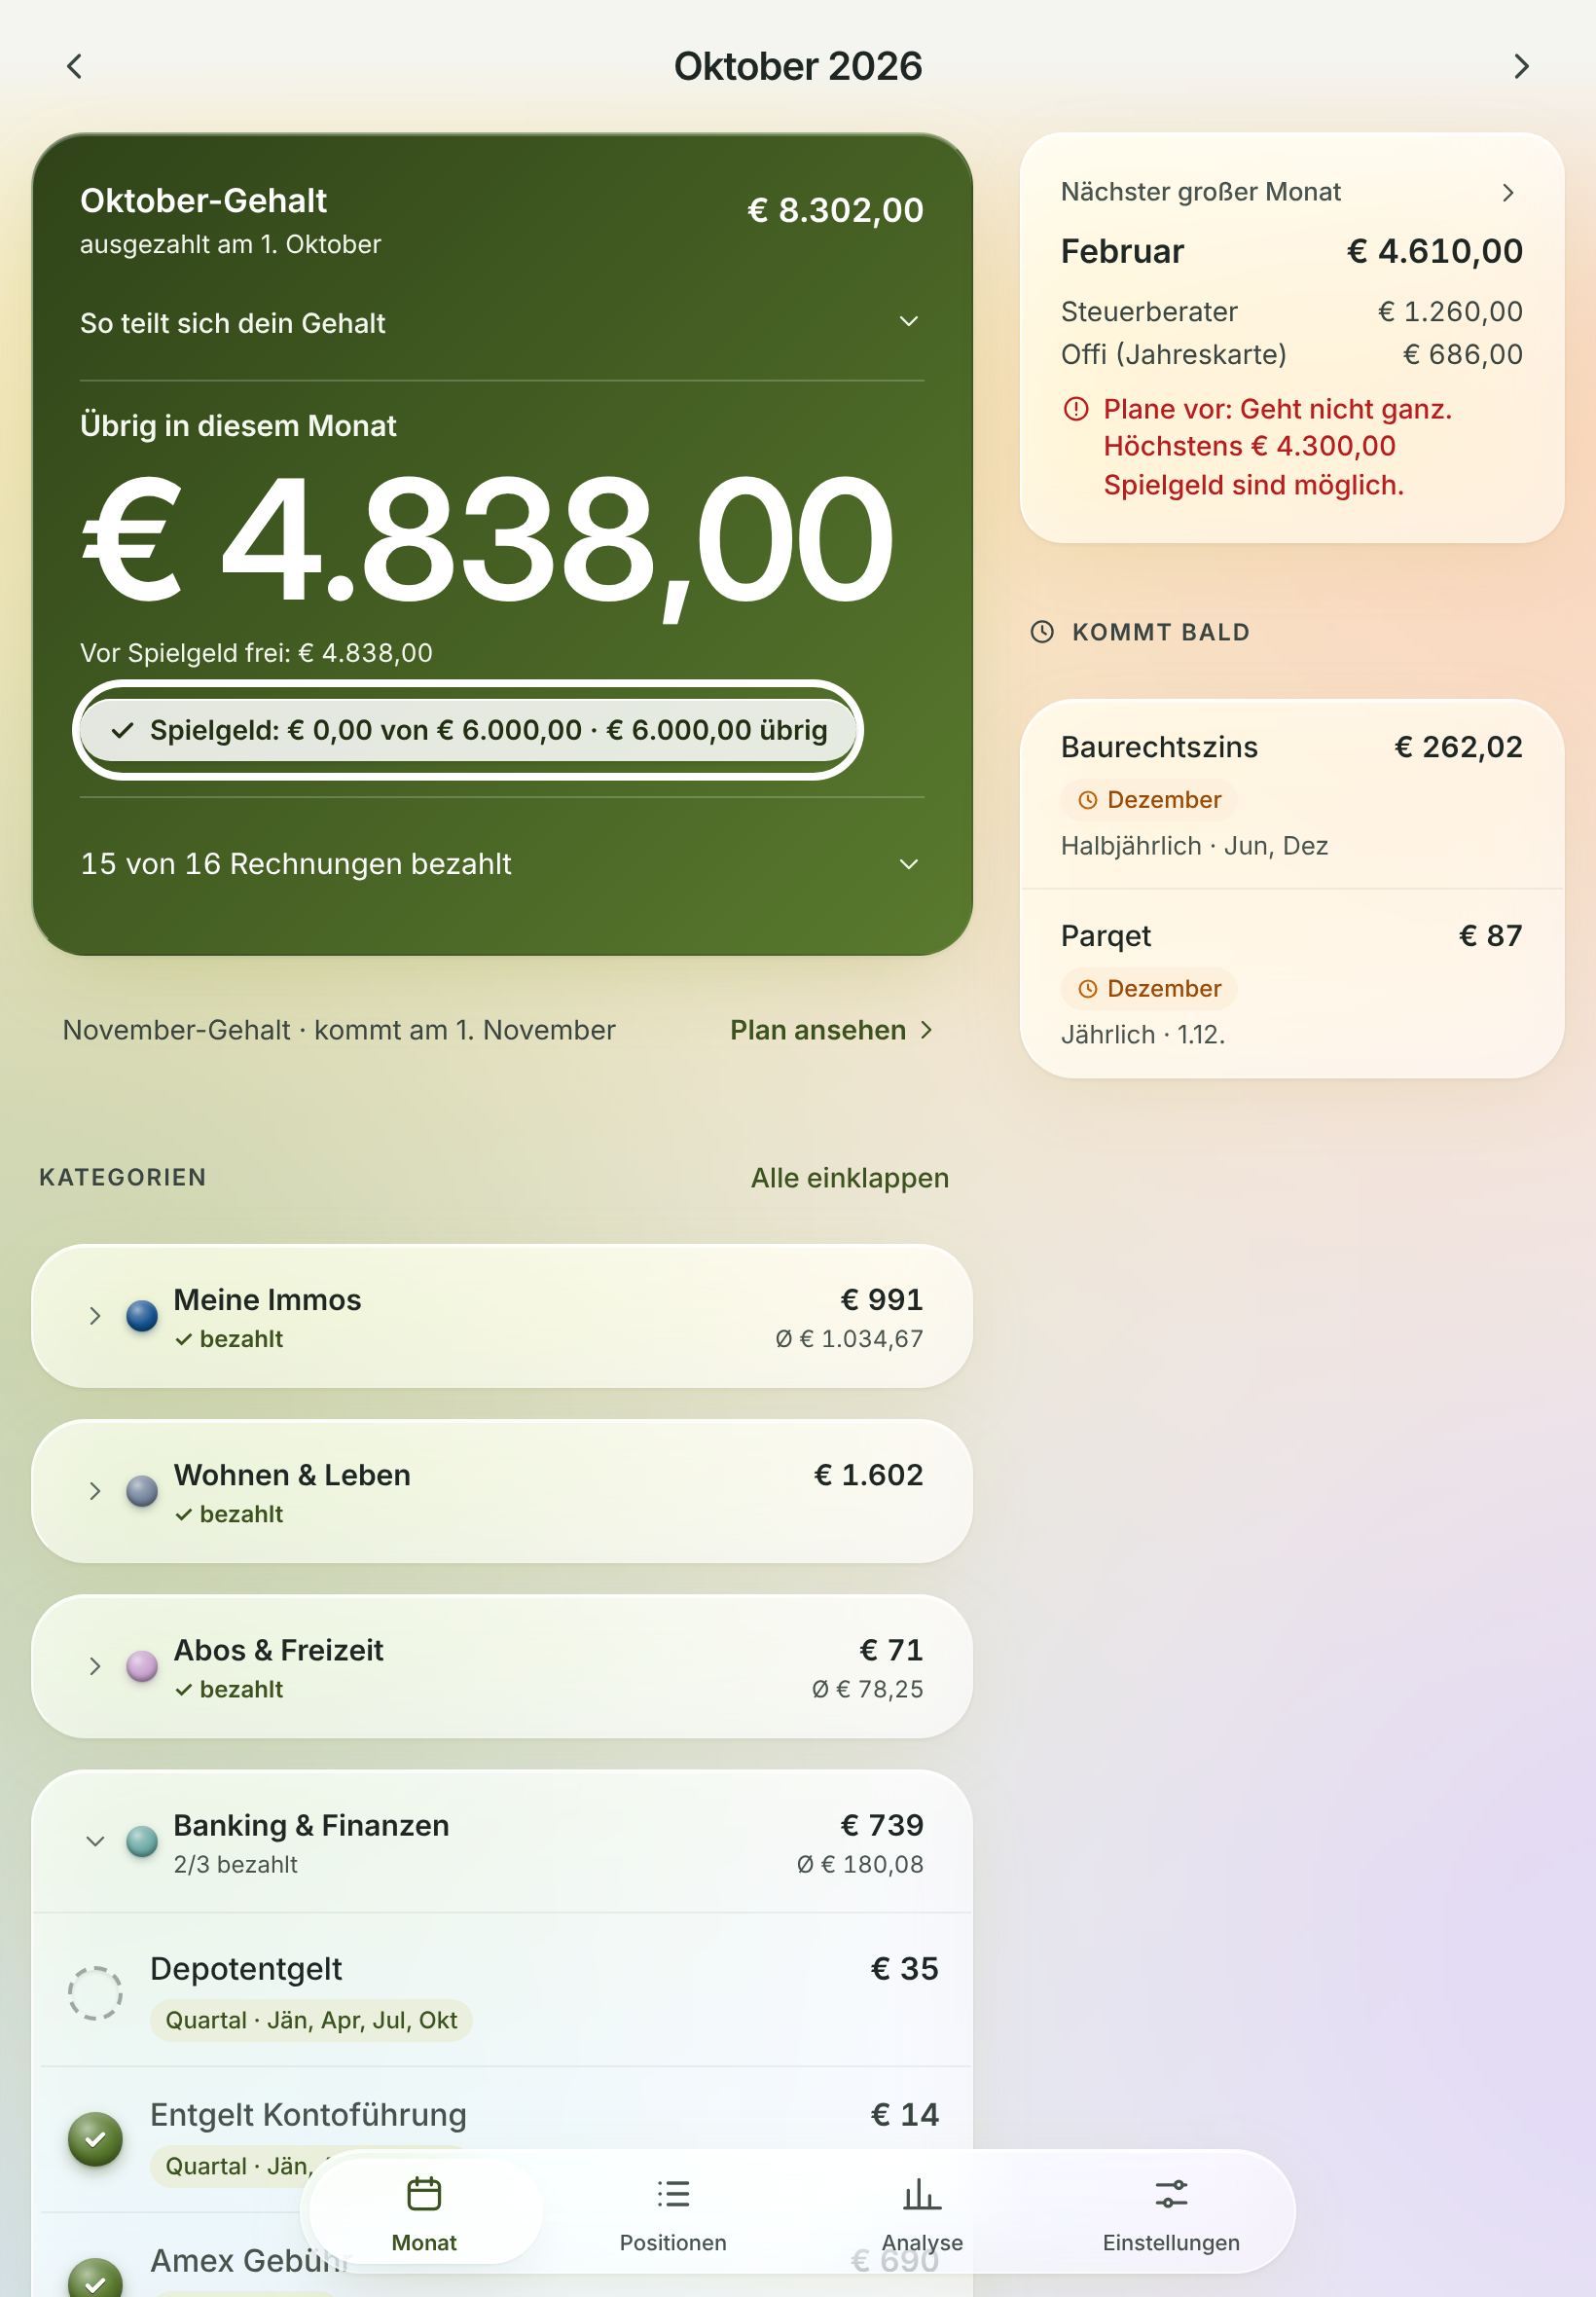 Oktober 2026
Oktober-Gehalt
€ 8.302,00
ausgezahlt am 1. Oktober
So teilt sich dein Gehalt
Übrig in diesem Monat
€ 4.838,00
Vor Spielgeld frei: € 4.838,00
Spielgeld: € 0,00 von € 6.000,00 · € 6.000,00 übrig
15 von 16 Rechnungen bezahlt
November-Gehalt · kommt am 1. November
Plan ansehen
Nächster großer Monat
Februar € 4.610,00
Steuerberater € 1.260,00
Offi (Jahreskarte) € 686,00
Plane vor: Geht nicht ganz.
Höchstens € 4.300,00
Spielgeld sind möglich.
KOMMT BALD
Baurechtszins € 262,02
Dezember
Halbjährlich · Jun, Dez
Parqet € 87
Dezember
Jährlich · 1.12.
KATEGORIEN
Alle einklappen
Meine Immos € 991
✓ bezahlt Ø € 1.034,67
Wohnen & Leben € 1.602
✓ bezahlt
Abos & Freizeit € 71
✓ bezahlt Ø € 78,25
Banking & Finanzen € 739
2/3 bezahlt Ø € 180,08
Depotentgelt € 35
Quartal · Jän, Apr, Jul, Okt
Entgelt Kontoführung € 14
Quartal · Jän,
Amex Gebühr € 690
Monat
Positionen
Analyse
Einstellungen